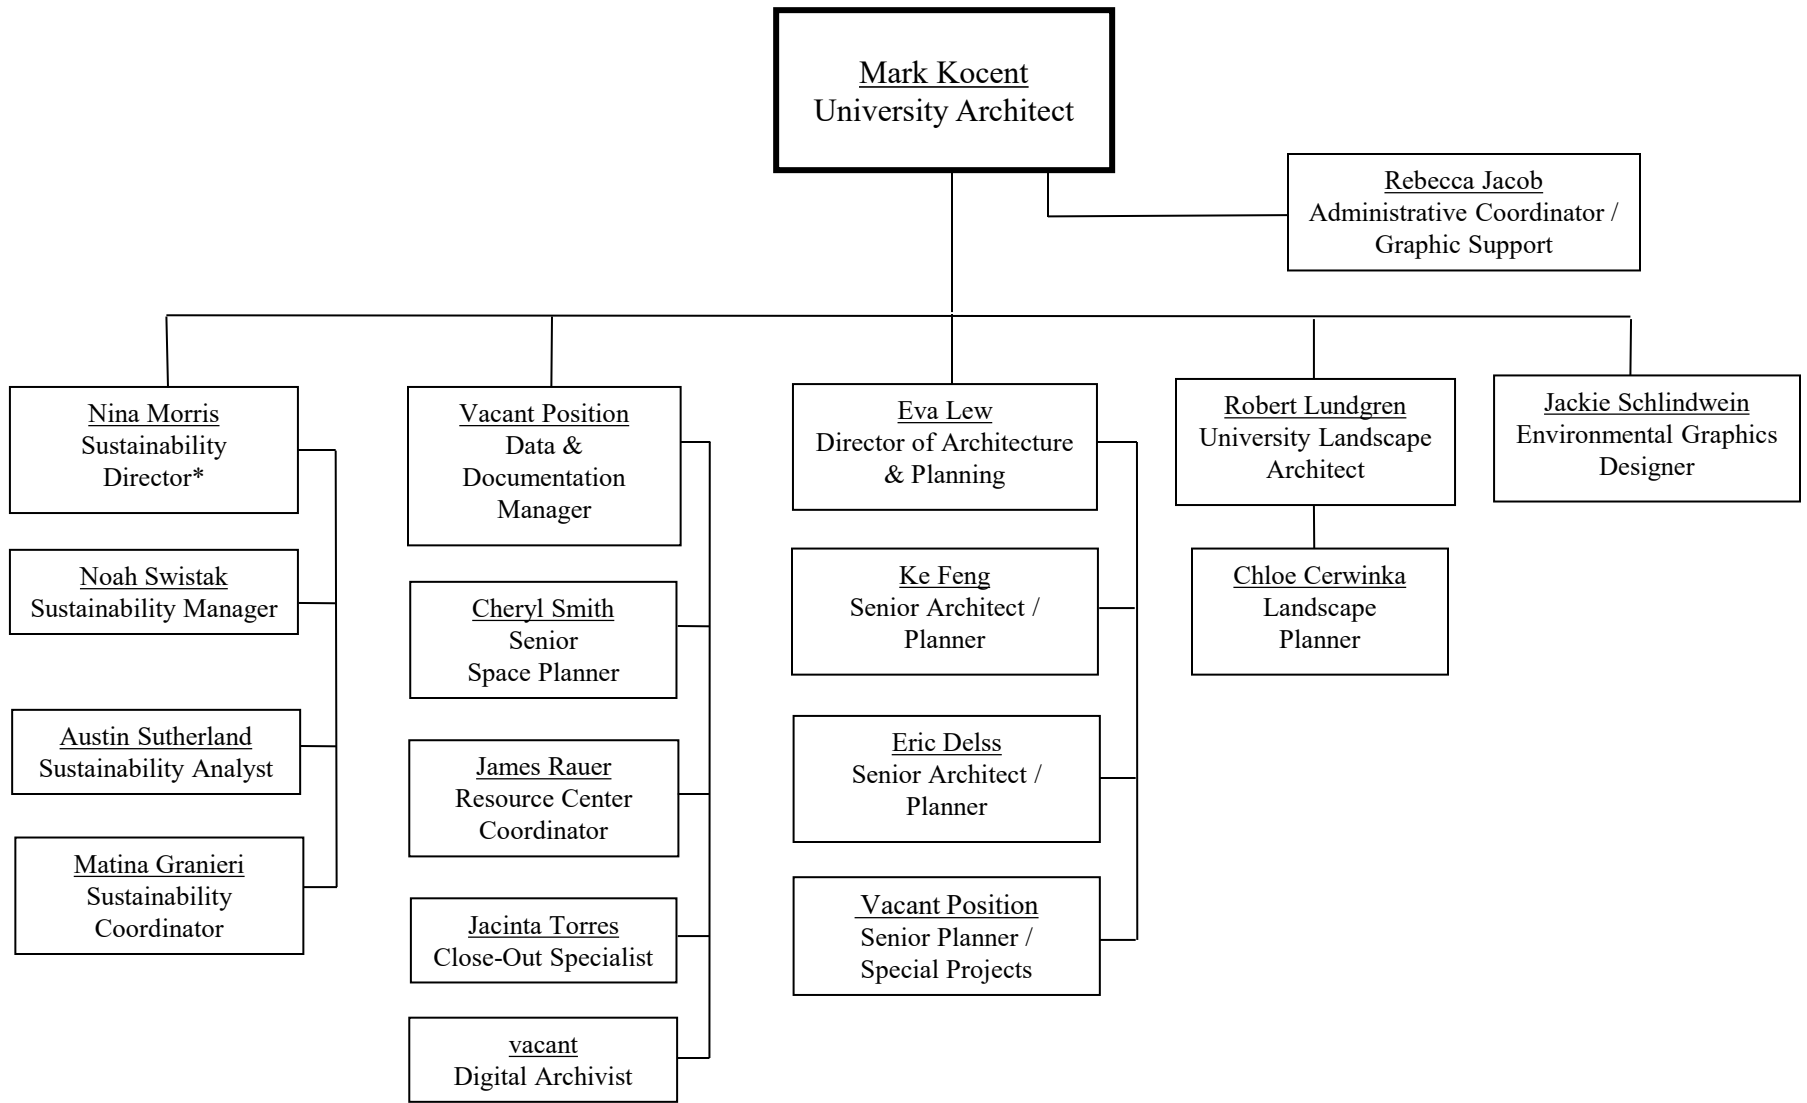 Mark Kocent
University Architect
Rebecca Jacob
Administrative Coordinator /
Graphic Support
Nina Morris
Sustainability
Director*
Noah Swistak
Sustainability Manager
Austin Sutherland
Sustainability Analyst
Matina Granieri
Sustainability
Coordinator
Vacant Position
Data &
Documentation
Manager
Cheryl Smith
Senior
Space Planner
James Rauer
Resource Center
Coordinator
Jacinta Torres
Close-Out Specialist
vacant
Digital Archivist
Eva Lew
Director of Architecture
& Planning
Ke Feng
Senior Architect /
Planner
Eric Delss
Senior Architect /
Planner
Vacant Position
Senior Planner /
Special Projects
Robert Lundgren
University Landscape
Architect
Chloe Cerwinka
Landscape
Planner
Jackie Schlindwein
Environmental Graphics
Designer